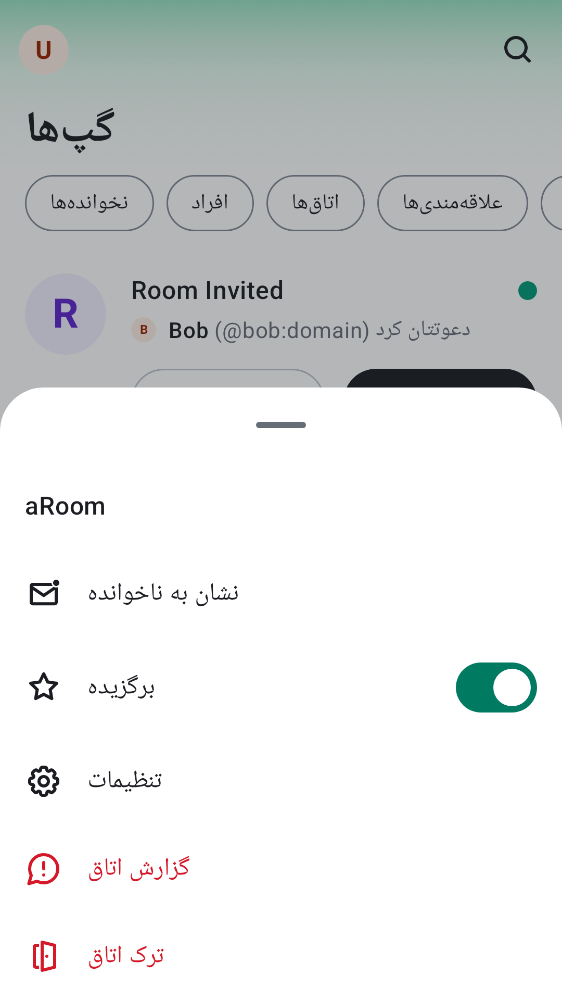 U
گپ‌ها
نخوانده‌ها
افراد
اتاق‌ها
علاقه‌مندی‌ها
R
Room Invited
B
Bob (@bob:domain) دعوتتان کرد
aRoom
نشان به ناخوانده
برگزیده
تنظیمات
گزارش اتاق
ترک اتاق